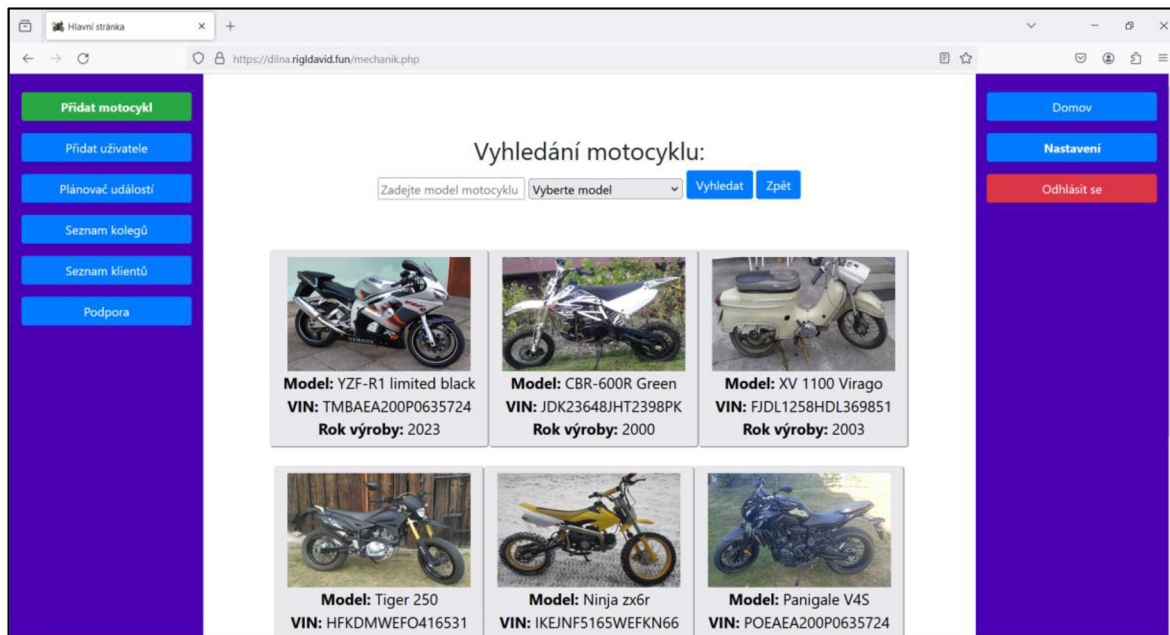 Hlavní stránka
https://dilna.rigldavid.fun/mechanik.php
Přidat motocykl
Přidat uživatele
Plánovač událostí
Seznam kolegů
Seznam klientů
Podpora
Vyhledání motocyklu:
Zadejte model motocyklu Vyberte model Vyhledat Zpět
YAMAHA
Model: YZF-R1 limited black
VIN: TMBAEA200P0635724
Rok výroby: 2023
Model: CBR-600R Green
VIN: JDK23648JHT2398PK
Rok výroby: 2000
Model: XV 1100 Virago
VIN: FJDL1258HDL369851
Rok výroby: 2003
Model: Tiger 250
VIN: HFKDMWEFO416531
Model: Ninja zx6r
VIN: IKEJNF5165WEFKN66
Model: Panigale V4S
VIN: POEAEA200P0635724
Domov
Nastavení
Odhlásit se